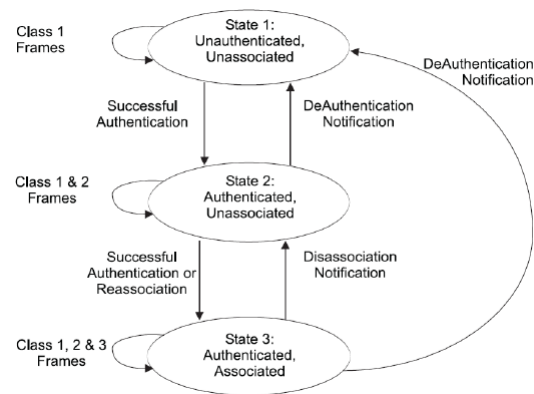 Class 1
Frames
State 1:
Unauthenticated,
Unassociated
DeAuthentication
Notification
Successful
Authentication
DeAuthentication
Notification
Class 1 & 2
Frames
State 2:
Authenticated,
Unassociated
Successful
Authentication or
Reassociation
Disassociation
Notification
Class 1, 2 & 3
Frames
State 3:
Authenticated,
Associated